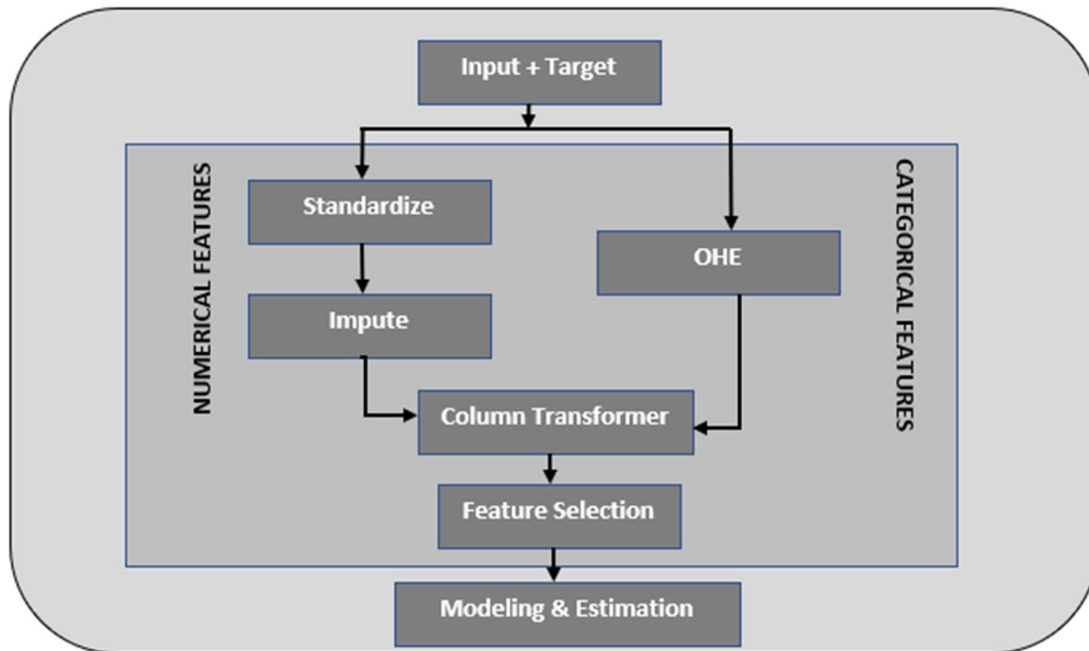 Input + Target
NUMERICAL FEATURES
CATEGORICAL FEATURES
Standardize
OHE
Impute
Column Transformer
Feature Selection
Modeling & Estimation